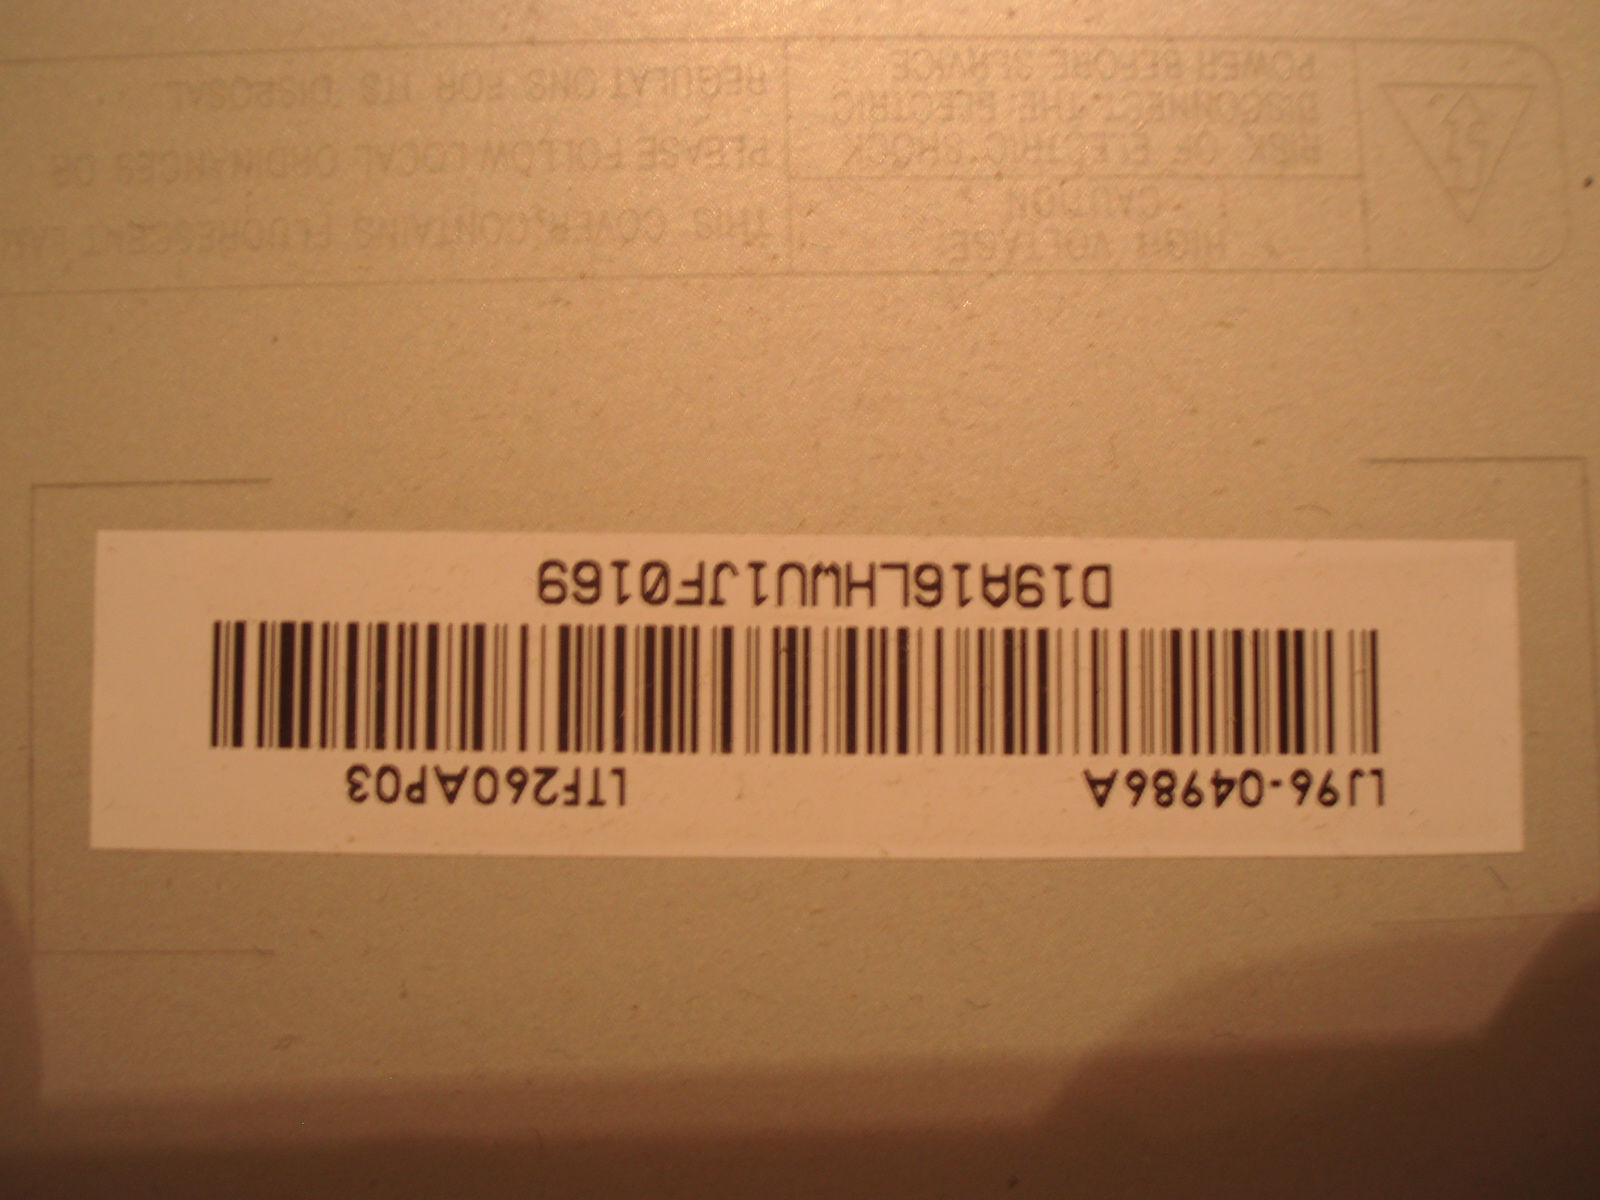 LJ96-04986A LTF260AP03
D19A16LHWU1JF0169
HIGH VOLTAGE
CAUTION
RISK OF ELECTRIC SHOCK
DISCONNECT THE ELECTRIC
POWER BEFORE SERVICE
THIS COVER CONTAINS FLUORESCENT LAM
PLEASE FOLLOW LOCAL ORDINANCES OR
REGULATIONS FOR ITS DISPOSAL